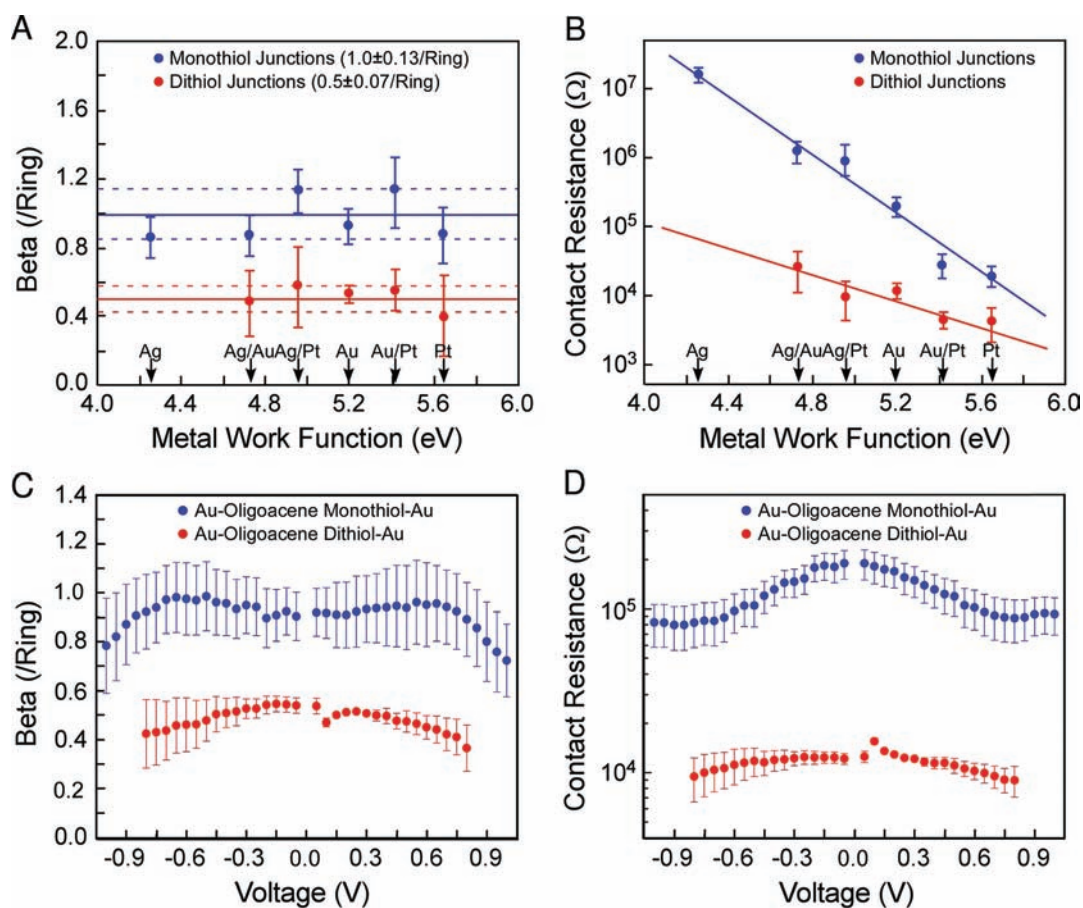 A
2.0
1.6
1.2
0.8
0.4
0.0
Beta (/Ring)
Monothiol Junctions (1.0±0.13/Ring)
Dithiol Junctions (0.5±0.07/Ring)
Ag Ag/Au Ag/Pt Au Au/Pt Pt
4.0 4.4 4.8 5.2 5.6 6.0
Metal Work Function (eV)
B
10⁷
10⁶
10⁵
10⁴
10³
Contact Resistance (Ω)
Monothiol Junctions
Dithiol Junctions
Ag Ag/Au Ag/Pt Au Au/Pt Pt
4.0 4.4 4.8 5.2 5.6 6.0
Metal Work Function (eV)
C
1.4
1.2
1.0
0.8
0.6
0.4
0.2
0.0
Beta (/Ring)
Au-Oligoacene Monothiol-Au
Au-Oligoacene Dithiol-Au
-0.9 -0.6 -0.3 0.0 0.3 0.6 0.9
Voltage (V)
D
10⁵
10⁴
Contact Resistance (Ω)
Au-Oligoacene Monothiol-Au
Au-Oligoacene Dithiol-Au
-0.9 -0.6 -0.3 0.0 0.3 0.6 0.9
Voltage (V)